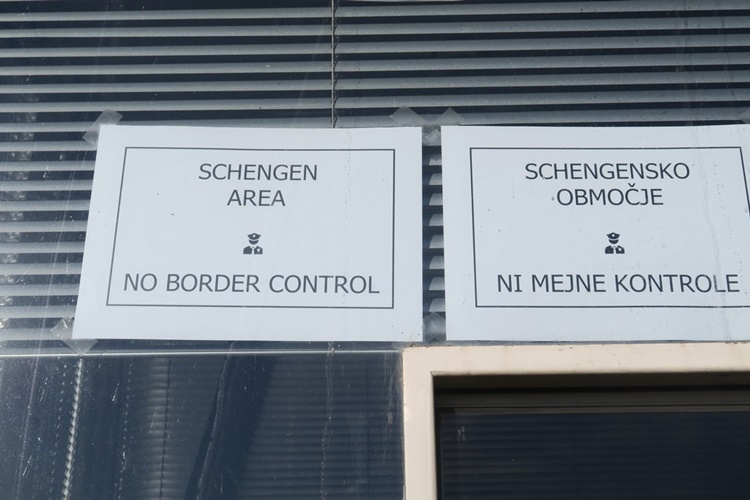 SCHENGEN
AREA
NO BORDER CONTROL
SCHENGENSKO
OBMOČJE
NI MEJNE KONTROLE